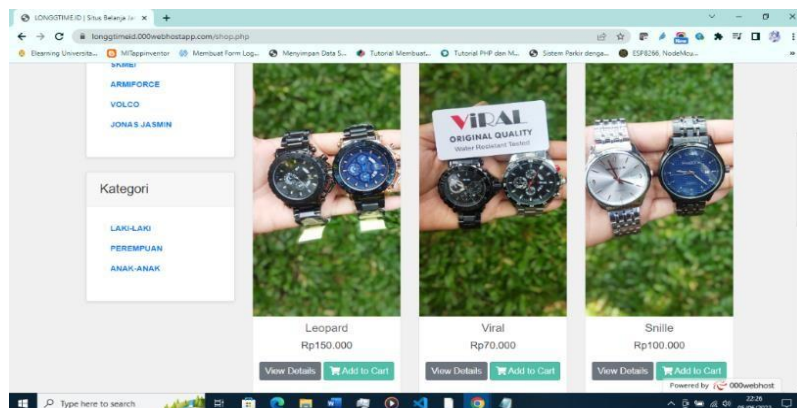 LONGGTIME.ID | Situs Belanja Ja
longgtimeid.000webhostapp.com/shop.php
Elearning Universita...
MITappinventor
Membuat Form Log...
Menyimpan Data S...
Tutorial Membuat...
Tutorial PHP dan M...
Sistem Parkir denga...
ESP8266, NodeMcu...
SKMEI
ARMIFORCE
VOLCO
JONAS JASMIN
Kategori
LAKI-LAKI
PEREMPUAN
ANAK-ANAK
ViRAL
ORIGINAL QUALITY
Water Resistant Tested
Leopard
Rp150.000
View Details
Add to Cart
Viral
Rp70.000
View Details
Add to Cart
Snille
Rp100.000
View Details
Add to Cart
Powered by 000webhost
Type here to search
22:26